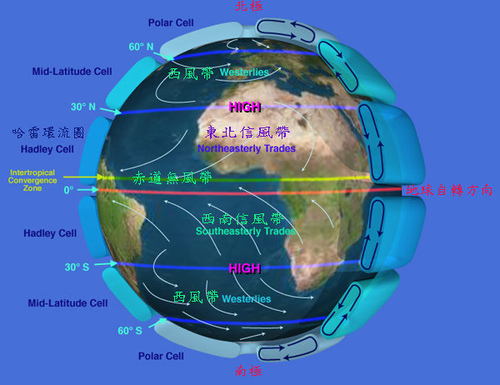 北極
Polar Cell
60° N
西風帶
Westerlies
Mid-Latitude Cell
30° N
HIGH
哈雷環流圈
東北信風帶
Hadley Cell
Northeasterly Trades
Intertropical
Convergence
Zone
赤道無風帶
0°
地球自轉方向
西南信風帶
Hadley Cell
Southeasterly Trades
30° S
HIGH
西風帶
Mid-Latitude Cell
Westerlies
60° S
Polar Cell
南極